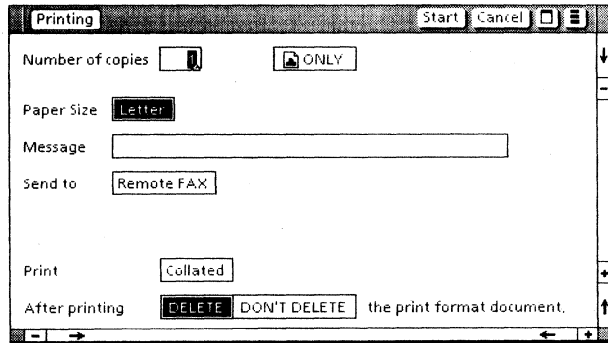 Printing Start Cancel
Number of copies 1 ONLY
Paper Size Letter
Message
Send to Remote FAX
Print Collated
After printing DELETE DON'T DELETE the print format document.